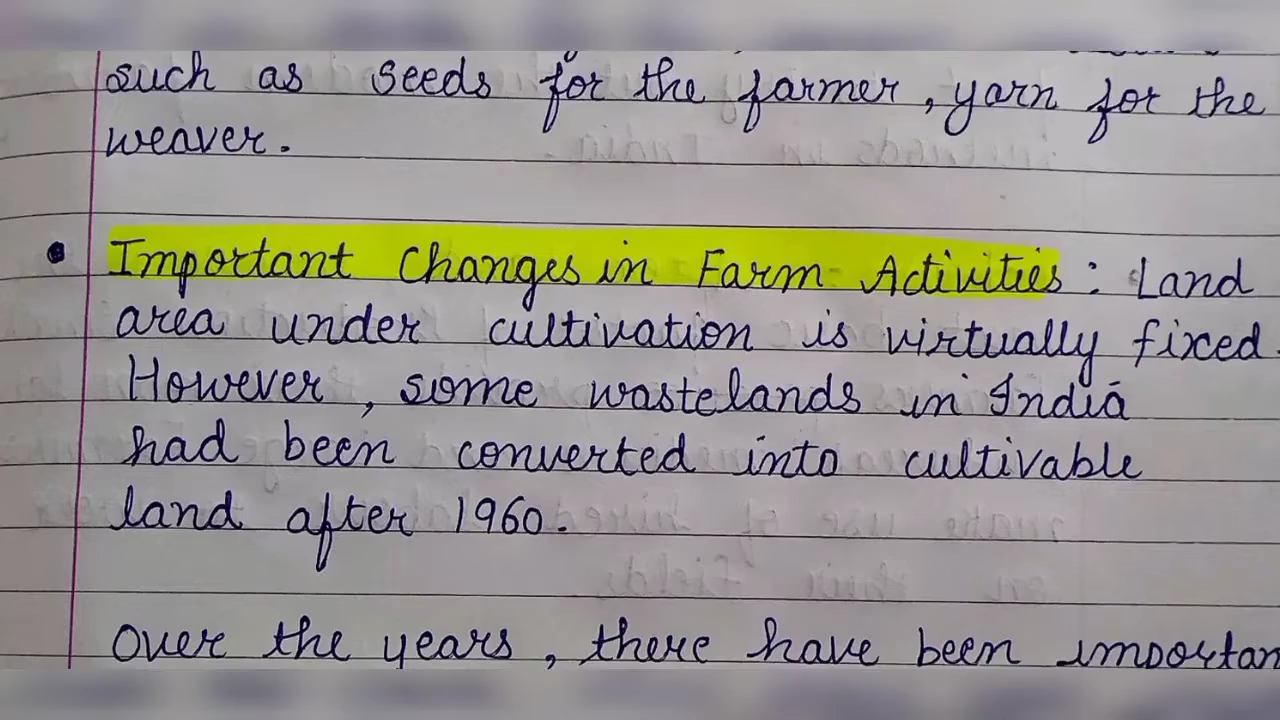 such as seeds for the farmer, yarn for the
weaver.
• Important Changes in Farm Activities : Land
area under cultivation is virtually fixed.
However, some wastelands in India
had been converted into cultivable
land after 1960.
Over the years, there have been importan